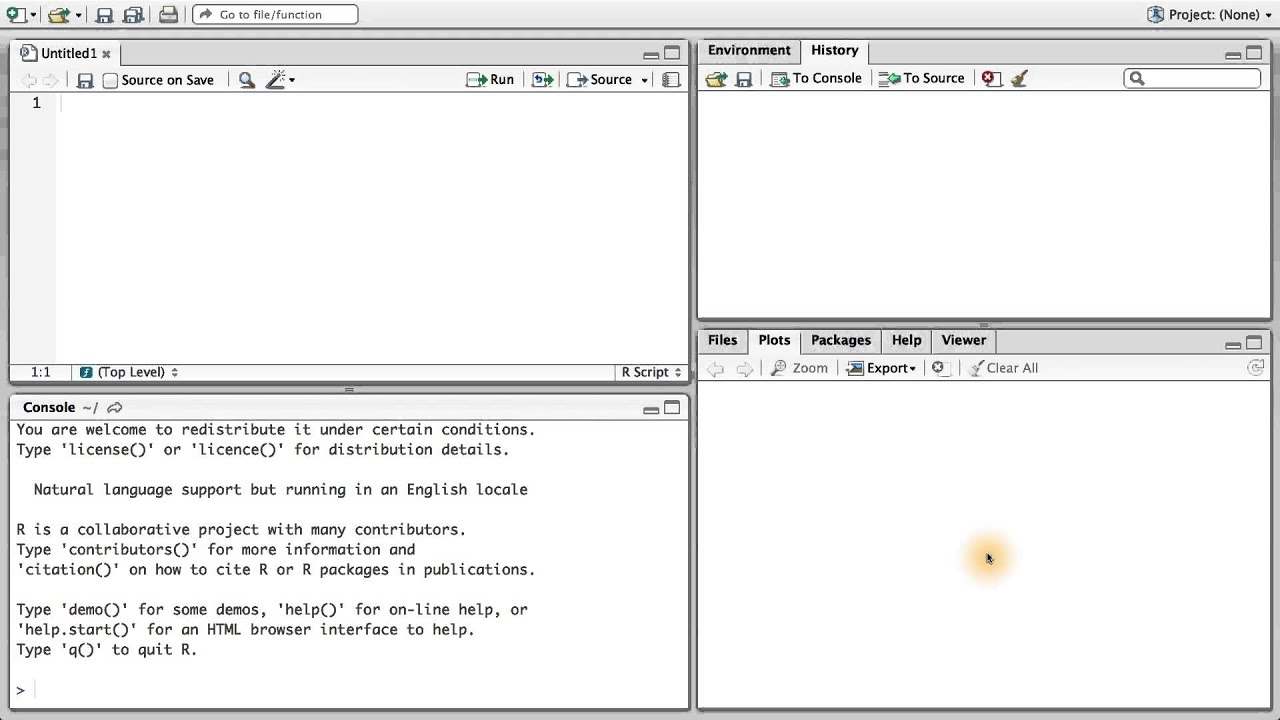 Go to file/function
Project: (None)
Untitled1
Source on Save
Run
Source
1
1:1
(Top Level)
R Script
Console ~/
You are welcome to redistribute it under certain conditions.
Type 'license()' or 'licence()' for distribution details.
Natural language support but running in an English locale
R is a collaborative project with many contributors.
Type 'contributors()' for more information and
'citation()' on how to cite R or R packages in publications.
Type 'demo()' for some demos, 'help()' for on-line help, or
'help.start()' for an HTML browser interface to help.
Type 'q()' to quit R.
>
Environment
History
To Console
To Source
Files
Plots
Packages
Help
Viewer
Zoom
Export
Clear All